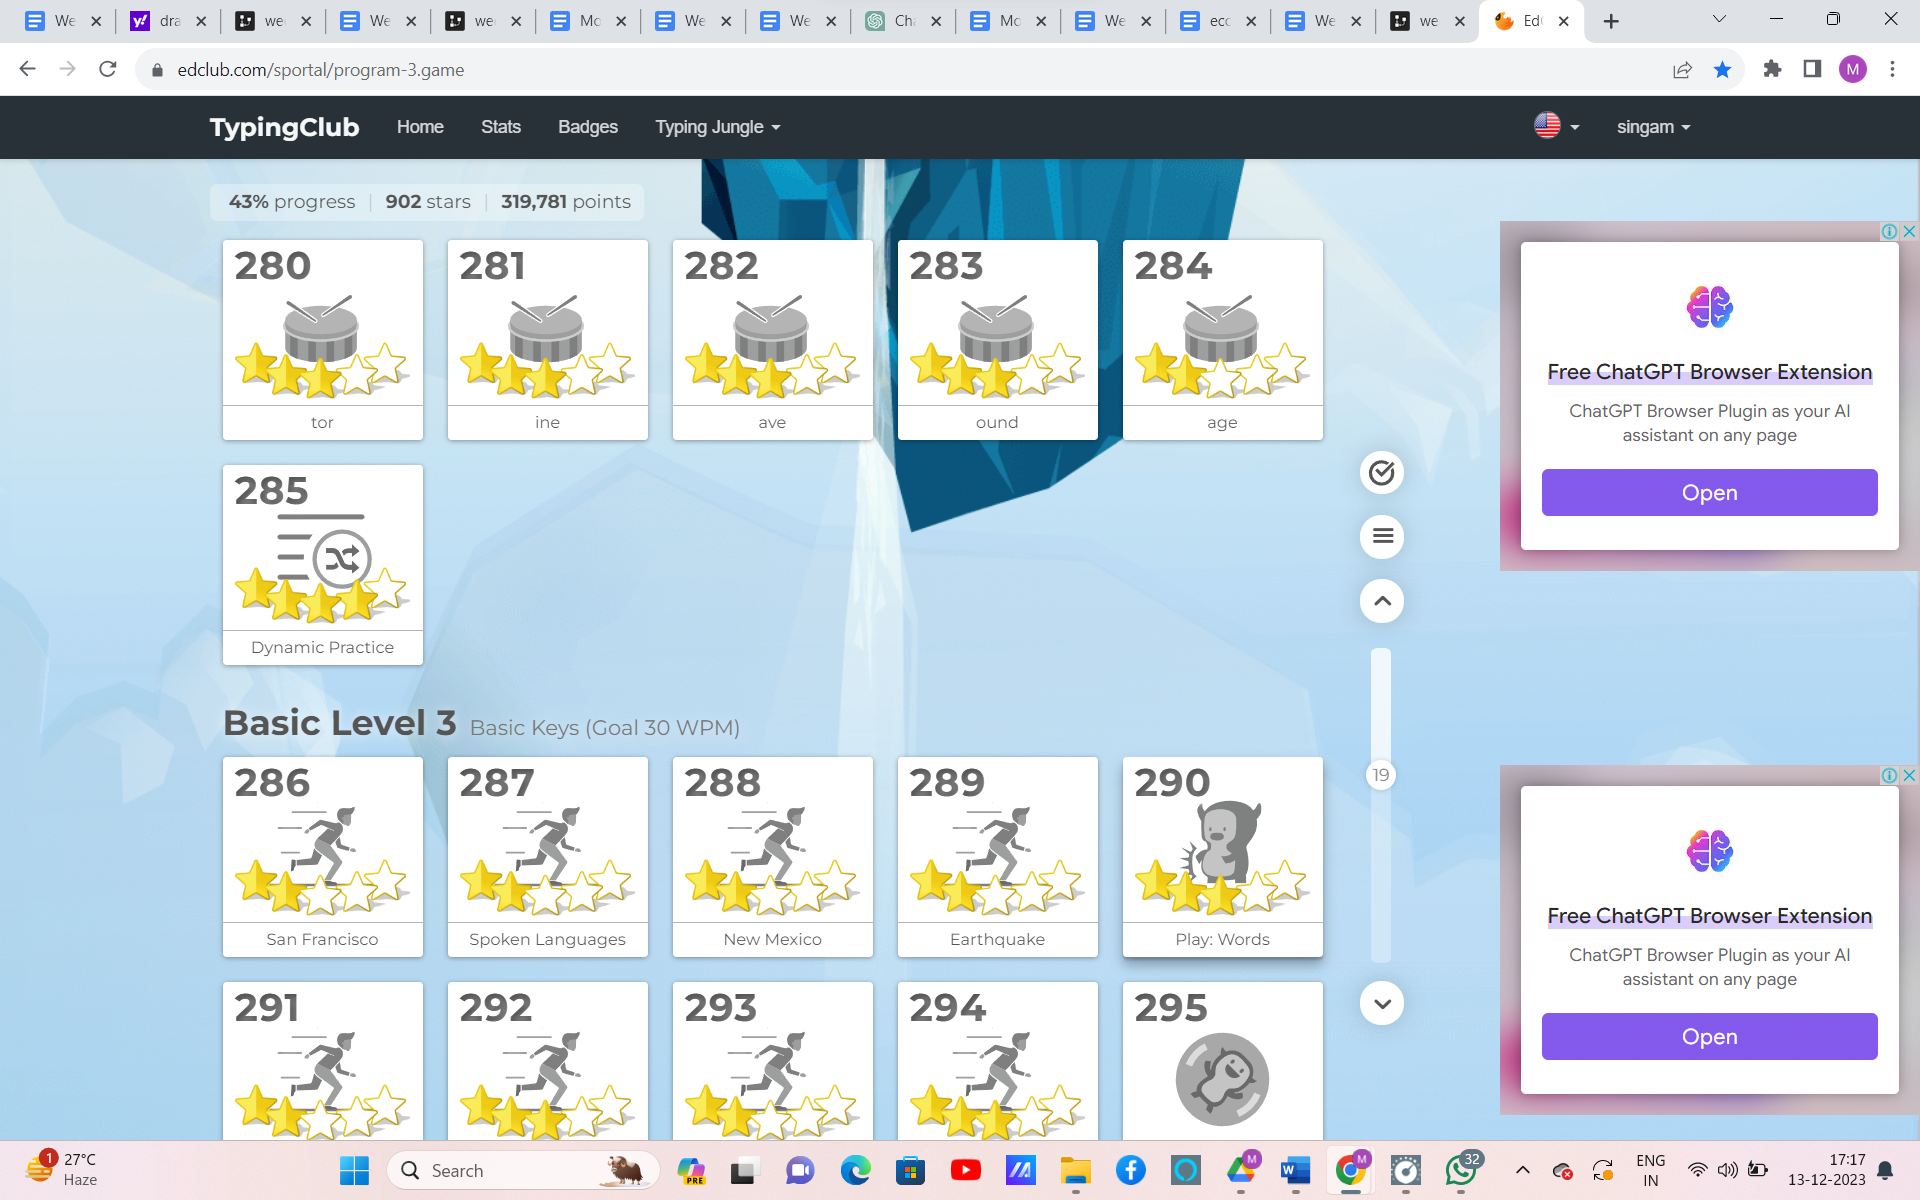 We
dra
we
We
we
Mo
We
We
Cha
Mo
We
eco
We
we
Ed
edclub.com/sportal/program-3.game
M
TypingClub Home Stats Badges Typing Jungle singam
43% progress 902 stars 319,781 points
280 281 282 283 284
tor ine ave ound age
285
Dynamic Practice
Basic Level 3 Basic Keys (Goal 30 WPM)
286 287 288 289 290
San Francisco Spoken Languages New Mexico Earthquake Play: Words
291 292 293 294 295
19
Free ChatGPT Browser Extension
ChatGPT Browser Plugin as your AI
assistant on any page
Open
Free ChatGPT Browser Extension
ChatGPT Browser Plugin as your AI
assistant on any page
Open
1
27°C
Haze
Search
PRE
M
M
32
ENG
IN
17:17
13-12-2023